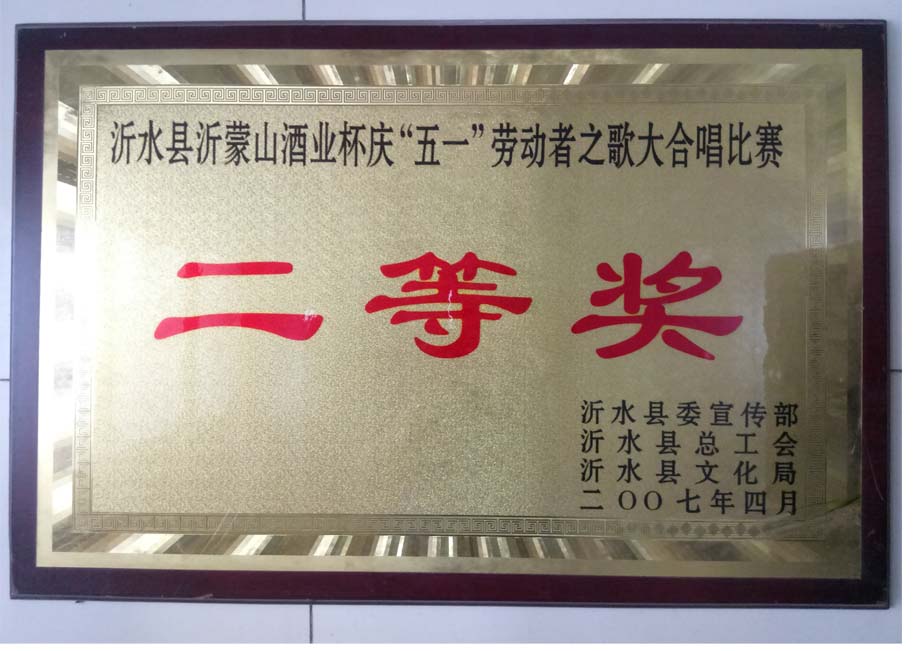 沂水县沂蒙山酒业杯庆“五一”劳动者之歌大合唱比赛
二等奖
沂水县委宣传部
沂水县总工会
沂水县文化局
二〇〇七年四月